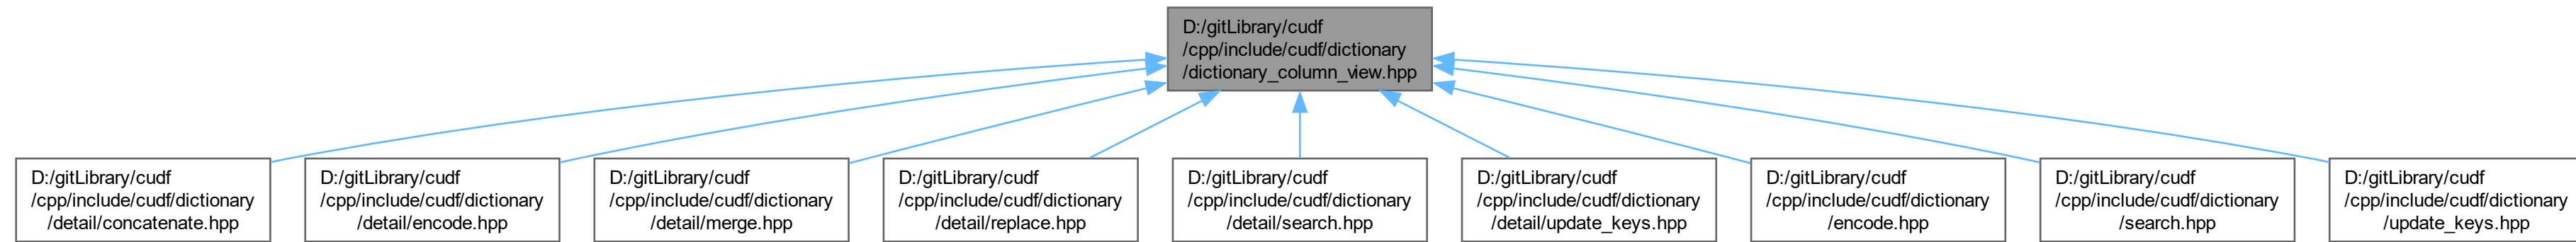 D:/gitLibrary/cudf
/cpp/include/cudf/dictionary
/dictionary_column_view.hpp
D:/gitLibrary/cudf
/cpp/include/cudf/dictionary
/detail/concatenate.hpp
D:/gitLibrary/cudf
/cpp/include/cudf/dictionary
/detail/encode.hpp
D:/gitLibrary/cudf
/cpp/include/cudf/dictionary
/detail/merge.hpp
D:/gitLibrary/cudf
/cpp/include/cudf/dictionary
/detail/replace.hpp
D:/gitLibrary/cudf
/cpp/include/cudf/dictionary
/detail/search.hpp
D:/gitLibrary/cudf
/cpp/include/cudf/dictionary
/detail/update_keys.hpp
D:/gitLibrary/cudf
/cpp/include/cudf/dictionary
/encode.hpp
D:/gitLibrary/cudf
/cpp/include/cudf/dictionary
/search.hpp
D:/gitLibrary/cudf
/cpp/include/cudf/dictionary
/update_keys.hpp